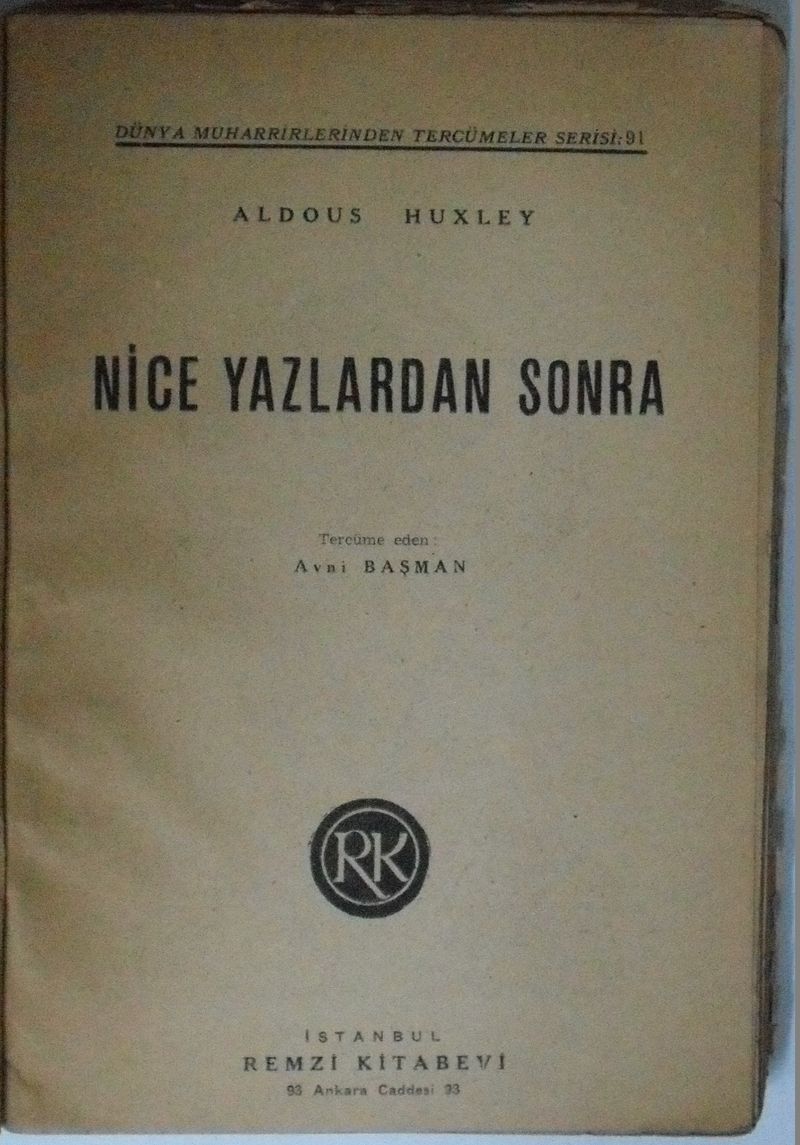 DÜNYA MUHARRİRLERİNDEN TERCÜMELER SERİSİ: 91
ALDOUS HUXLEY
NİCE YAZLARDAN SONRA
Tercüme eden :
Avni BAŞMAN
RK
İSTANBUL
REMZİ KİTABEVİ
93 Ankara Caddesi 93